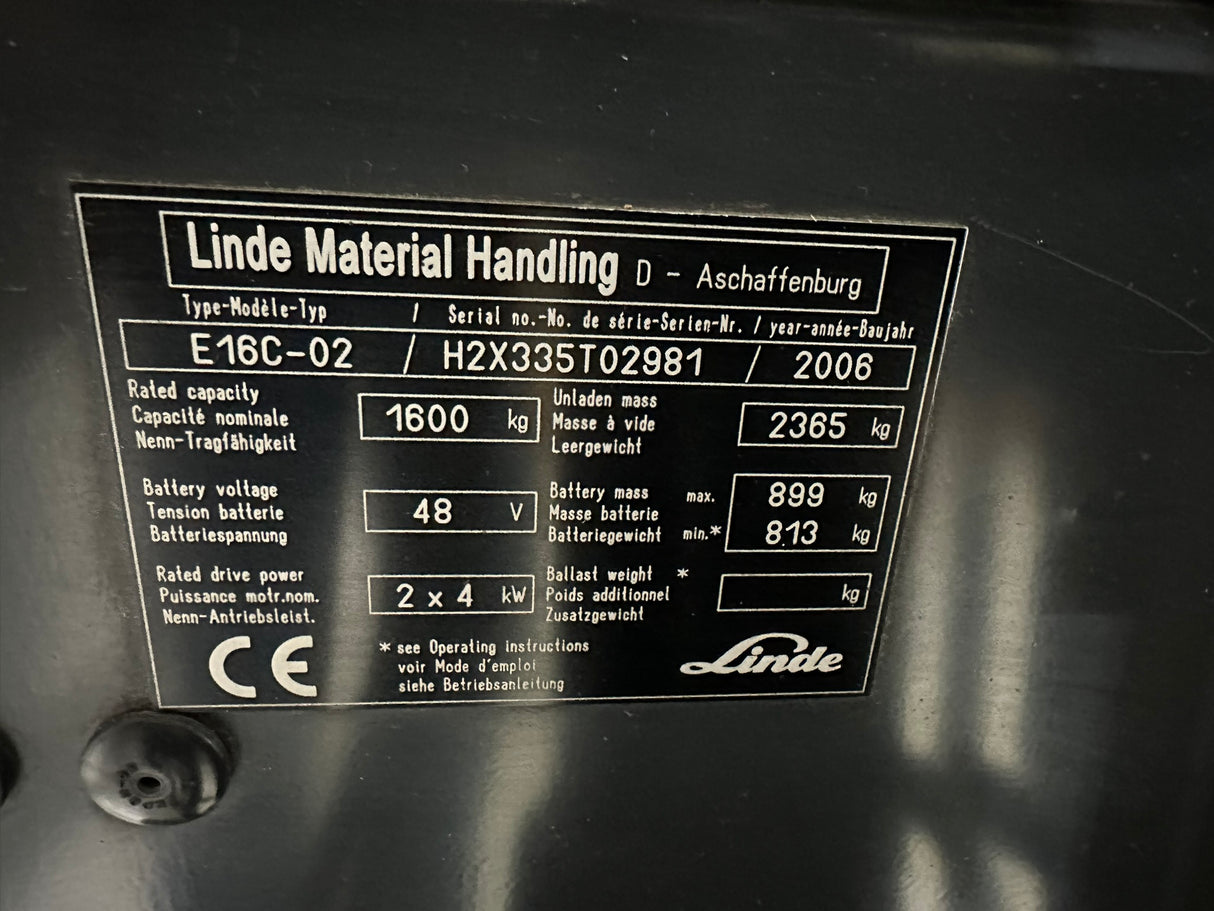 Linde Material Handling D - Aschaffenburg
Type-Modèle-Typ / Serial no.-No. de série-Serien-Nr. / year-année-Baujahr
E16C-02 / H2X335T02981 / 2006
Rated capacity
Capacité nominale
Nenn-Tragfähigkeit
1600 kg
Unladen mass
Masse à vide
Leergewicht
2365 kg
Battery voltage
Tension batterie
Batteriespannung
48 V
Battery mass max. 899 kg
Masse batterie
Batteriegewicht min.* 813 kg
Rated drive power
Puissance motr.nom.
Nenn-Antriebsleist.
2 x 4 kW
Ballast weight *
Poids additionnel
Zusatzgewicht
kg
CE
* see Operating instructions
voir Mode d'emploi
siehe Betriebsanleitung
Linde